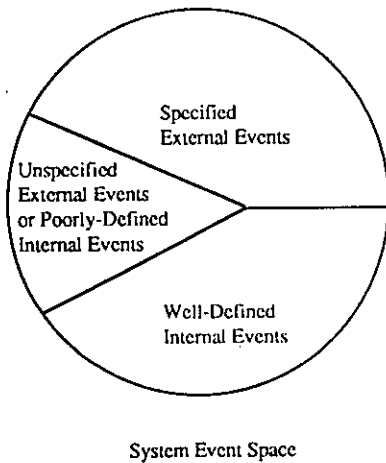 Specified
External Events
Unspecified
External Events
or Poorly-Defined
Internal Events
Well-Defined
Internal Events
System Event Space